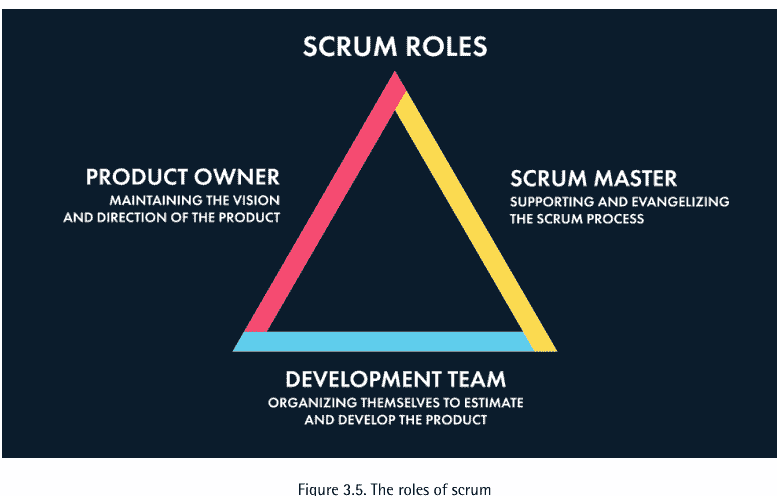 SCRUM ROLES
PRODUCT OWNER
MAINTAINING THE VISION
AND DIRECTION OF THE PRODUCT
SCRUM MASTER
SUPPORTING AND EVANGELIZING
THE SCRUM PROCESS
DEVELOPMENT TEAM
ORGANIZING THEMSELVES TO ESTIMATE
AND DEVELOP THE PRODUCT
Figure 3.5. The roles of scrum